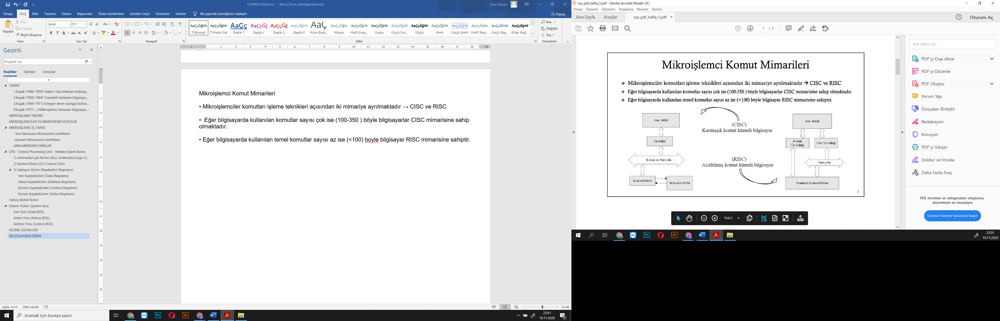 TUMNOTLAR.docx - Word (Ürün Etkinleştirilemedi)
Sero Arpacı
Dosya Giriş Ekle Tasarım Düzen Başvurular Posta Gönderileri Gözden Geçir Görünüm Yardım Ne yapmak istediğinizi söyleyin
Paylaş
Yapıştır
Kes
Kopyala
Biçim Boyacısı
Pano
Arial 11
K T A abc x₂ x²
Yazı Tipi
Paragraf
AaÇçĞğHh AaÇçĞğHh AaÇç AaÇçĞğ AaÇçĞğ AaÇçĞğHh AaÇ AaÇçĞğH AaÇçĞğHh AaÇçĞğHh AaÇçĞğHh AaÇçĞğHh AaÇçĞğHh AaÇçĞğHh AaÇçĞğHı AaÇçĞğHı AaÇçĞğHı
¶ Normal ¶ Aralık Yok Başlık 1 Başlık 2 Başlık 3 Başlık 4 Konu Başlı... Altyazı Hafif Vurg... Vurgu Güçlü Vur... Güçlü Alıntı Güçlü Alıntı Hafif Başv... Güçlü Baş... Kitap Başl...
Stiller
Ara
Değiştir
Seç
Düzenleme
Gezinti
Belgede ara
Başlıklar Sayfalar Sonuçlar
TARİHİ
1.Kuşak (1946-1959) Vakum Tüp kullanan bilgisay...
2.Kuşak (1959-1964) Transistör kullanan bilgisaya...
3.Kuşak (1964-1971) Entegre devre (yonga) kullan...
4.Kuşak (1971-...) Mikroişlemci kullanan bilgisayar...
MİKROİŞLEMCİ NEDİR?
MİKROİŞLEMCİLER VS MİKRODENETLEYİCİLER
MİKROİŞLEMCİ İÇ YAPISI
Von Neumann Mimarisinin özellikleri:
Harvard Mimarisinin özellikleri:
ARALARINDAKİ FARKLAR
CPU - Central Processing Unit - Merkezi İşlem Birimi
1) Aritmetik/Lojik Birimi (ALU, Arithmetic/Logic U...
2) Kontrol Birimi (CU, Control Unit)
3) Saklayıcı Birimi (Kaydedici/ Registers)
Veri Kaydedicileri (Data Registers)
Adres Kaydedicileri (Address Registers)
Kontrol Kaydedicileri (Control Registers)
Durum Kaydedicileri (Status Registers)
Hafıza Bellek Birimi
Sistem Yolları (System Bus)
Veri Yolu (Data BUS),
Adres Yolu (Adress BUS),
Kontrol Yolu (Control BUS),
KELİME UZUNLUĞU
BİLGİSAYARDA BİRİM
Mikroişlemci Komut Mimarileri
• Mikroişlemciler komutları işleme teknikleri açısından iki mimariye ayrılmaktadır → CISC ve RISC
• Eğer bilgisayarda kullanılan komutlar sayısı çok ise (100-350 ) böyle bilgisayarlar CISC mimarisine sahip
olmaktadır.
• Eğer bilgisayarda kullanılan temel komutlar sayısı az ise (<100) boyle bilgisayar RISC mimarisine sahiptir.
Sayfa 14/14 2968 sözcük
%140
Aramak için buraya yazın
22:01
19.11.2020
5
oys_pdf_hafta_5.pdf - Adobe Acrobat Reader DC
Dosya Düzenle Görünüm İmzalama Pencere Yardım
Ana Sayfa Araçlar oys_pdf_hafta_5.pdf ×
Oturum Aç
1 / 5
Mikroişlemci Komut Mimarileri
Mikroişlemciler komutları işleme teknikleri açısından iki mimariye ayrılmaktadır → CISC ve RISC
Eğer bilgisayarda kullanılan komutlar sayısı çok ise (100-350 ) böyle bilgisayarlar CISC mimarisine sahip olmaktadır.
Eğer bilgisayarda kullanılan temel komutlar sayısı az ise (<100) böyle bilgisayar RISC mimarisine sahiptir.
Ana bellek
Ön bellek
Komut ve Veri yolu
Kontrol Birimi
Mikrokod ROM
(CISC)
Karmaşık komut kümeli bilgisayar
(RISC)
Azaltılmış komut kümeli bilgisayar
Ana bellek
Komut
Ön belleği
Veri Ön belleği
Veri yolu
Donanım Kontrol Birimi
2
%46,1
Ara 'Altını Çiz'
PDF'yi Dışa Aktar
PDF'yi Düzenle
PDF Oluştur
Yorum Yap
Dosyaları Birleştir
Redaksiyon
Koruyun
PDF'yi Sıkıştır
Doldur ve İmzala
Daha Fazla Araç
PDF formları ve anlaşmaları oluşturun,
düzenleyin ve imzalayın
Ücretsiz Deneme Sürümünü Başlat
22:01
19.11.2020